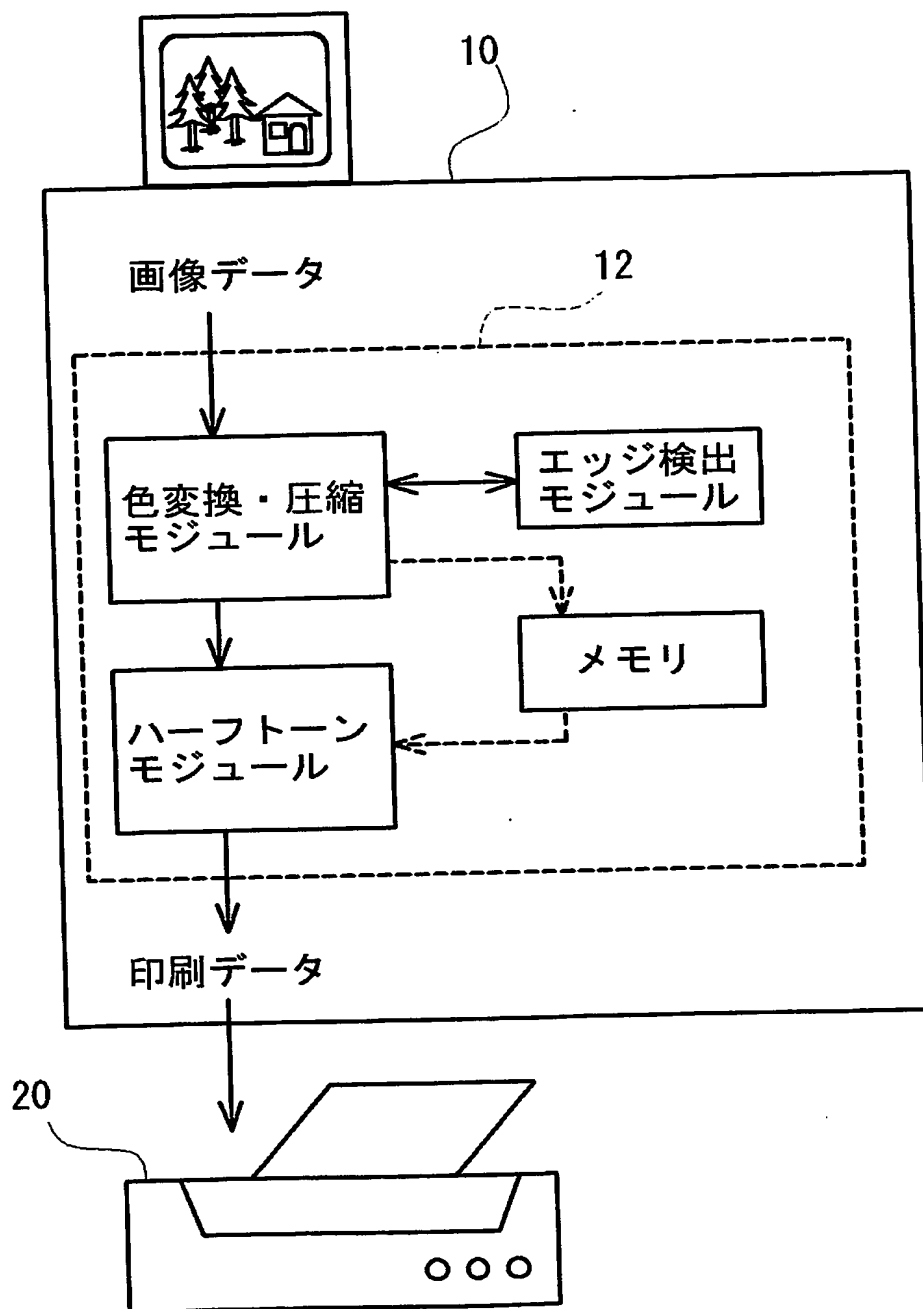 10
画像データ
12
色変換・圧縮
モジュール
エッジ検出
モジュール
メモリ
ハーフトーン
モジュール
印刷データ
20